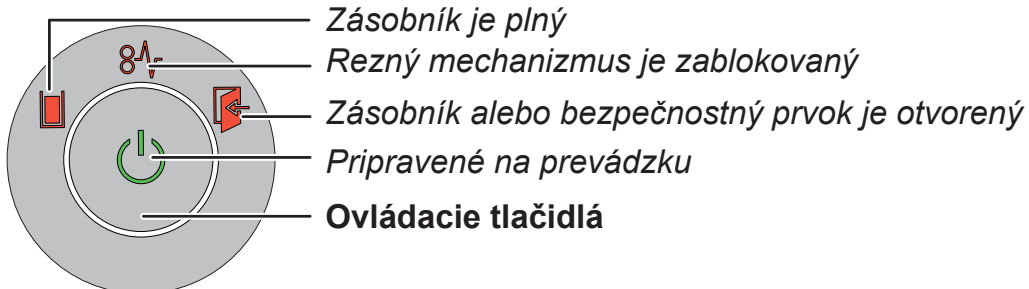 Zásobník je plný
Rezný mechanizmus je zablokovaný
Zásobník alebo bezpečnostný prvok je otvorený
Pripravené na prevádzku
Ovládacie tlačidlá